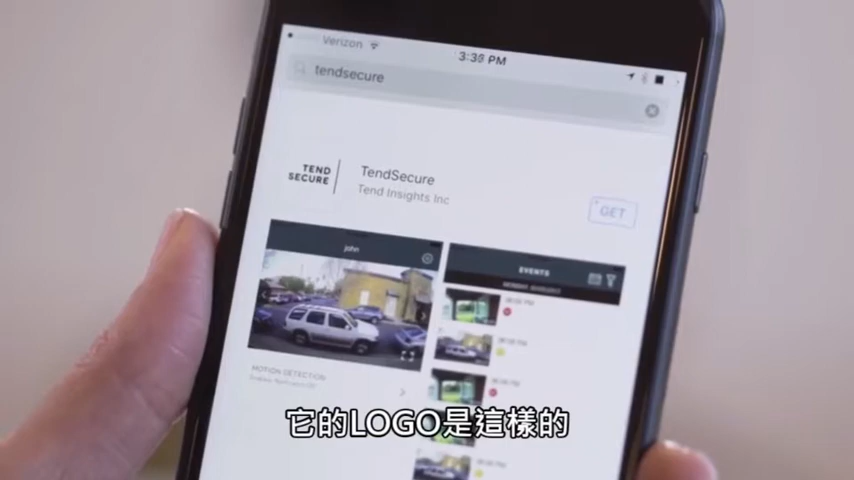 Verizon
3:36 PM
tendsecure
TEND
SECURE
TendSecure
Tend Insights Inc
GET
john
EVENTS
MOTION DETECTION
它的LOGO是這樣的